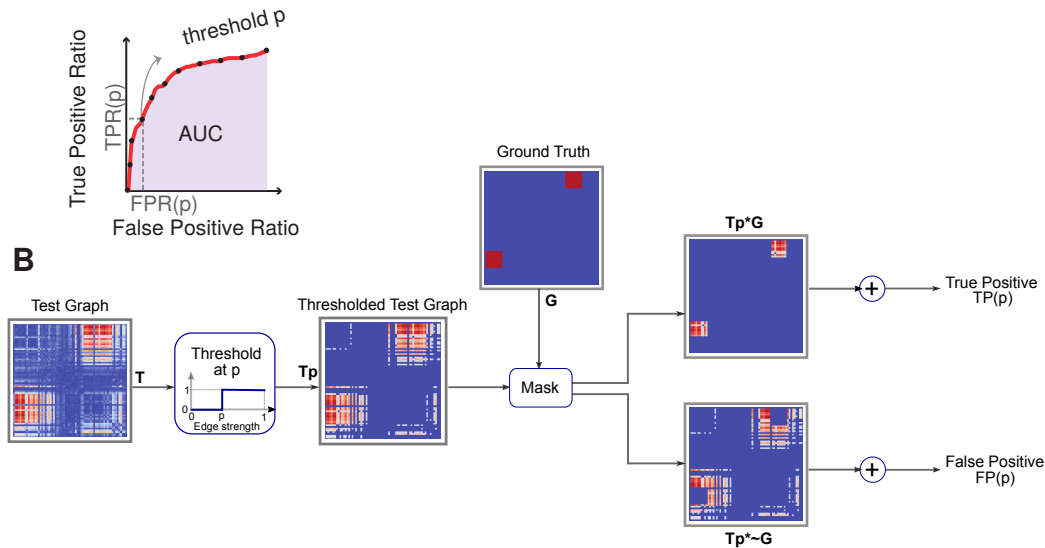 threshold p
True Positive Ratio
TPR(p)
AUC
FPR(p)
False Positive Ratio
B
Ground Truth
G
Test Graph
T
Threshold
at p
1
0
0
p
1
Edge strength
Tp
Thresholded Test Graph
Mask
Tp*G
+
True Positive
TP(p)
+
False Positive
FP(p)
Tp*~G